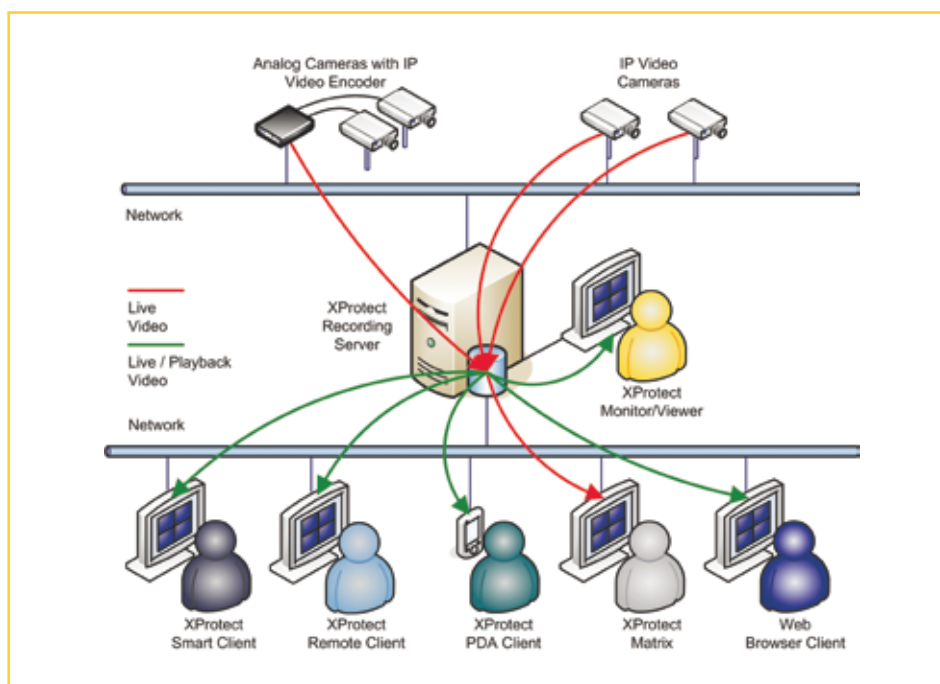 Analog Cameras with IP
Video Encoder
IP Video
Cameras
Network
Live
Video
Live / Playback
Video
XProtect
Recording
Server
XProtect
Monitor/Viewer
Network
XProtect
Smart Client
XProtect
Remote Client
XProtect
PDA Client
XProtect
Matrix
Web
Browser Client